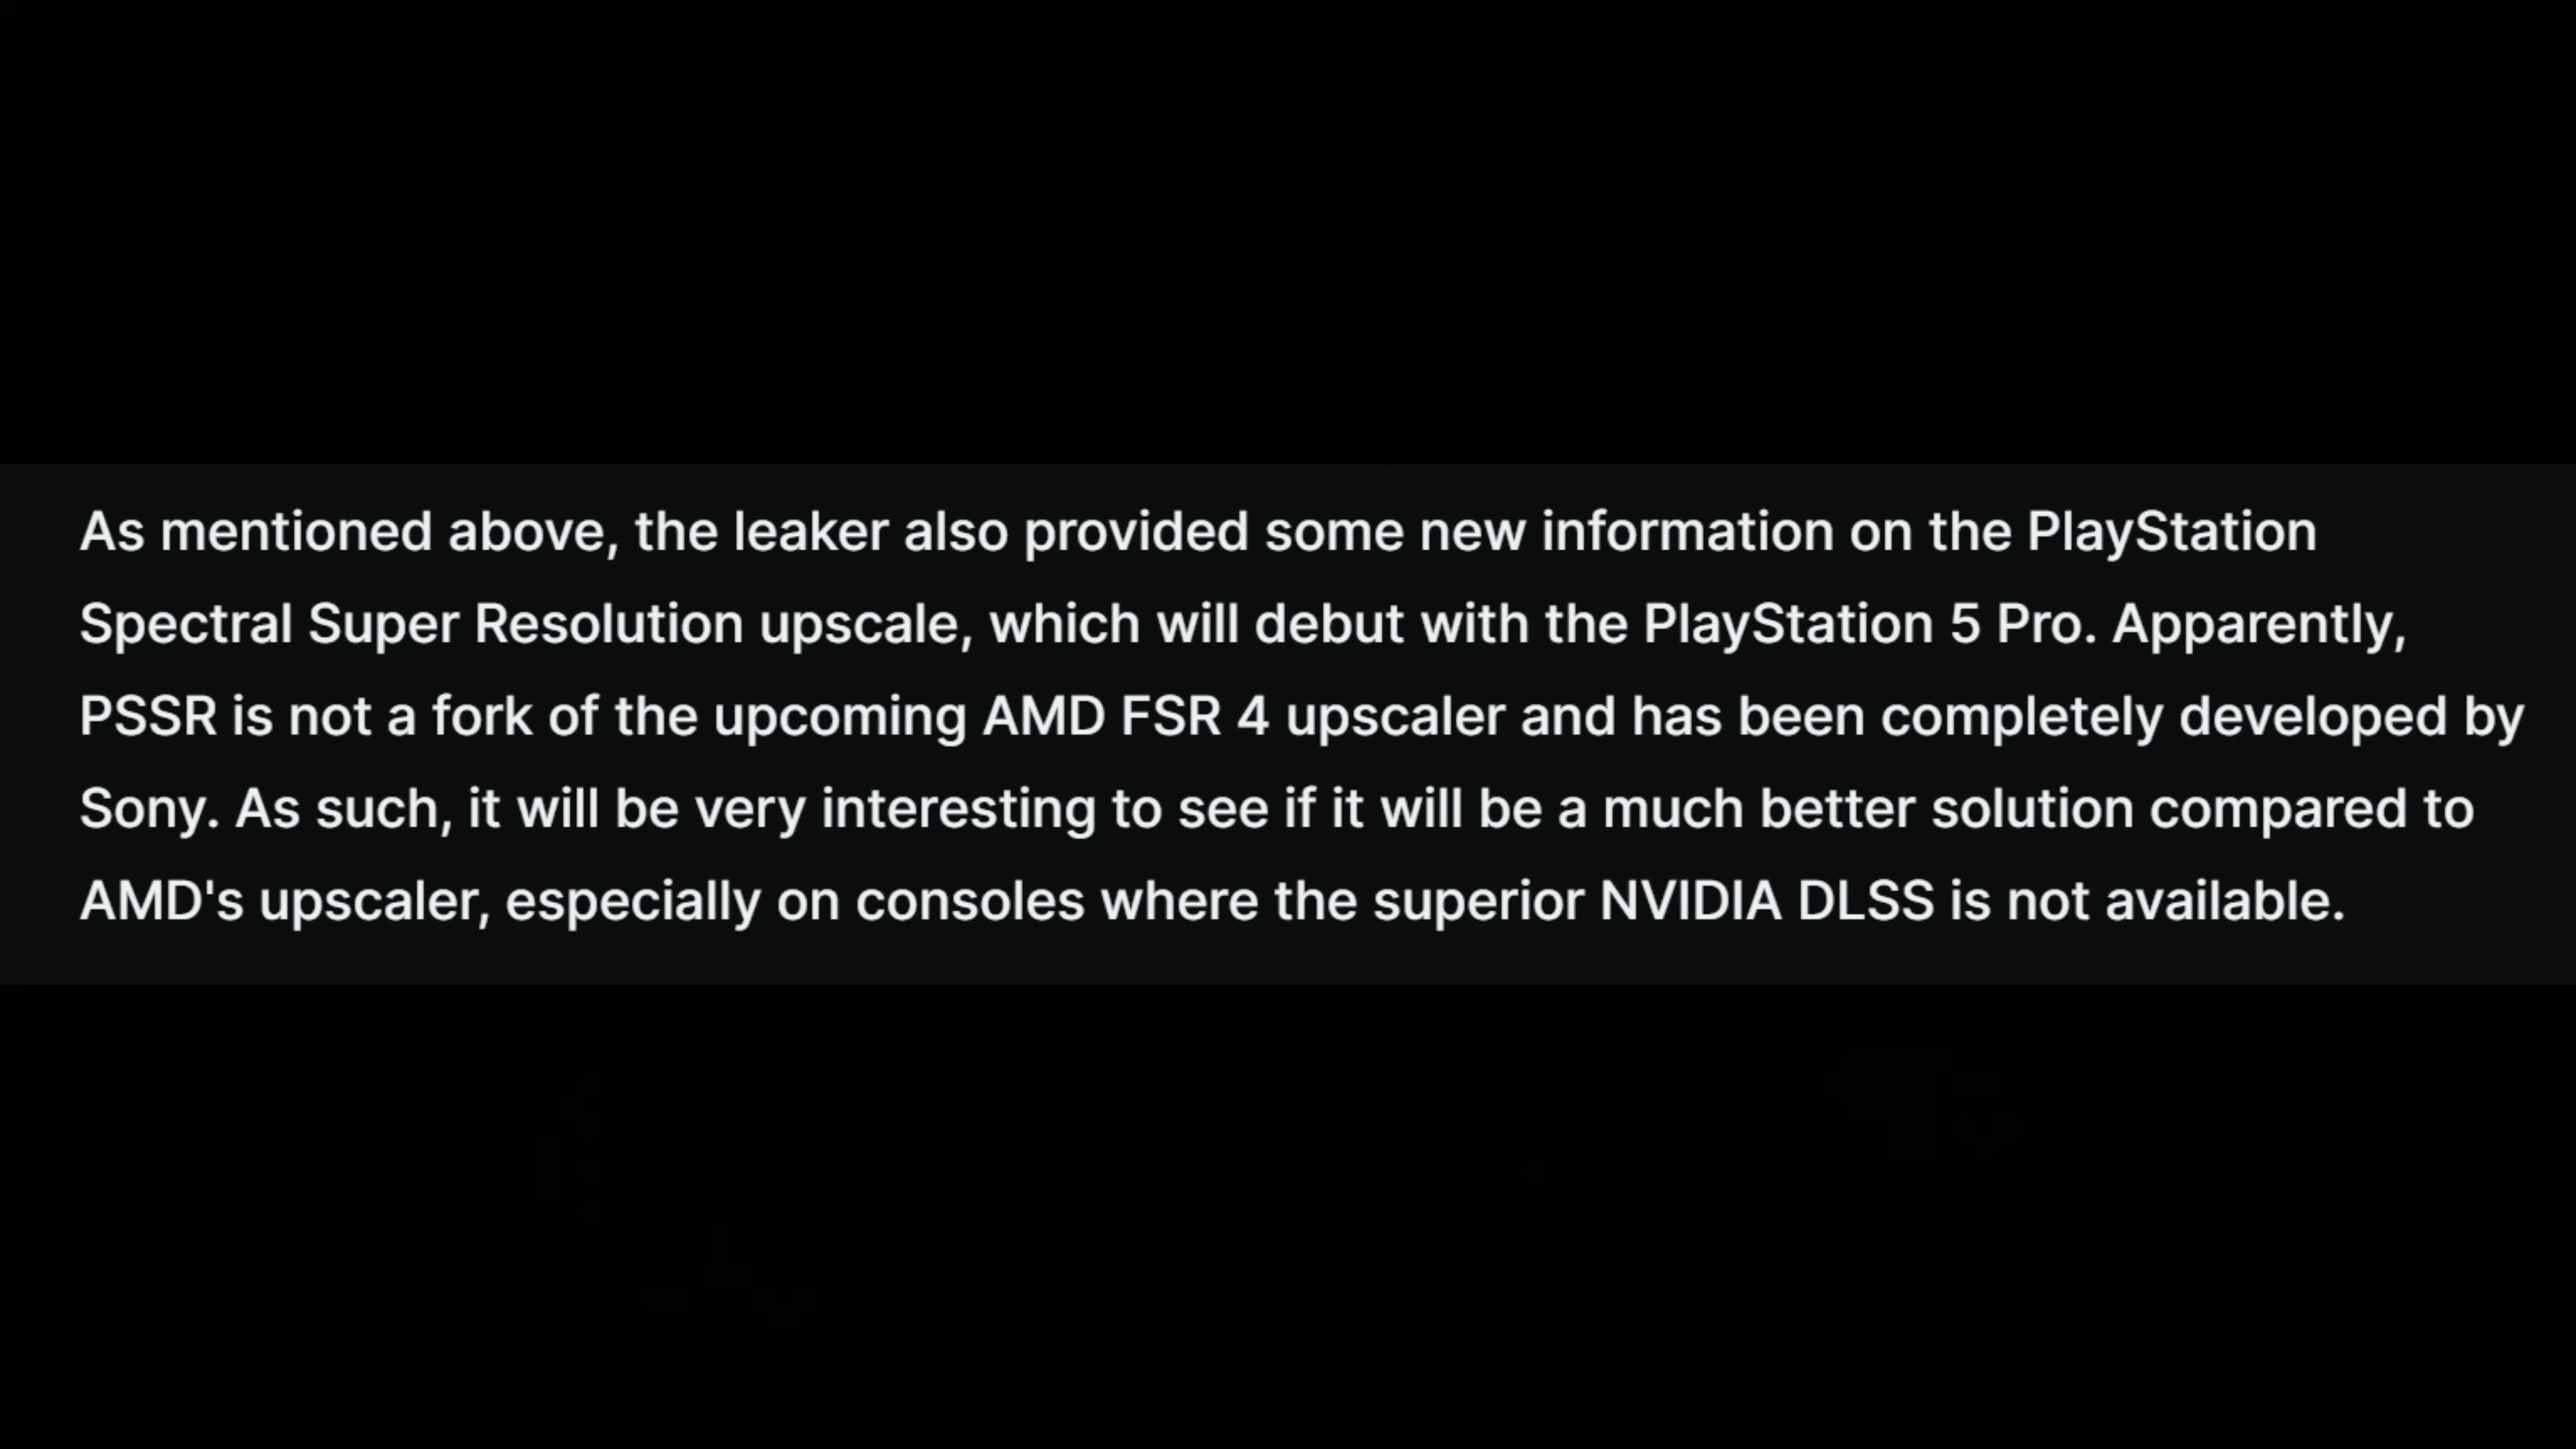 As mentioned above, the leaker also provided some new information on the PlayStation
Spectral Super Resolution upscale, which will debut with the PlayStation 5 Pro. Apparently,
PSSR is not a fork of the upcoming AMD FSR 4 upscaler and has been completely developed by
Sony. As such, it will be very interesting to see if it will be a much better solution compared to
AMD's upscaler, especially on consoles where the superior NVIDIA DLSS is not available.